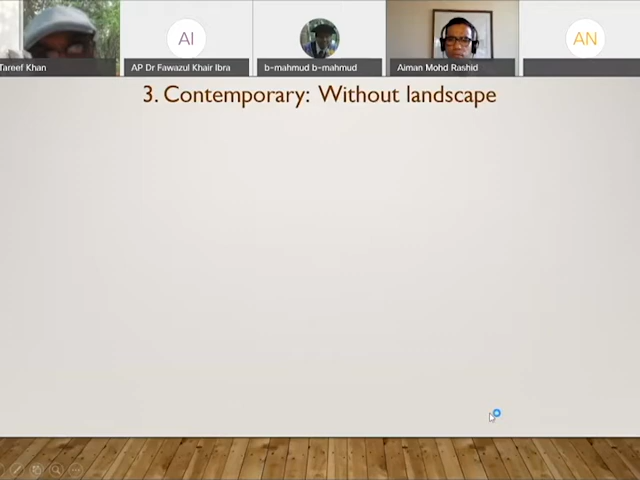 AI
AN
Tareef Khan
AP Dr Fawazul Khair Ibra
b-mahmud b-mahmud
Aiman Mohd Rashid
3. Contemporary: Without landscape